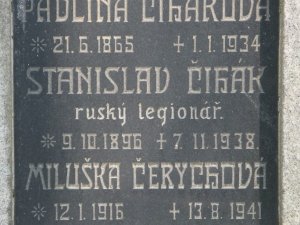 PAULINA ČIHÁKOVÁ
* 21.6.1865 + 1.1.1934
STANISLAV ČIHÁK
ruský legionář.
* 9.10.1896 + 7.11.1938.
MILUŠKA ČERYCHOVÁ
* 12.1.1916 + 13.8.1941